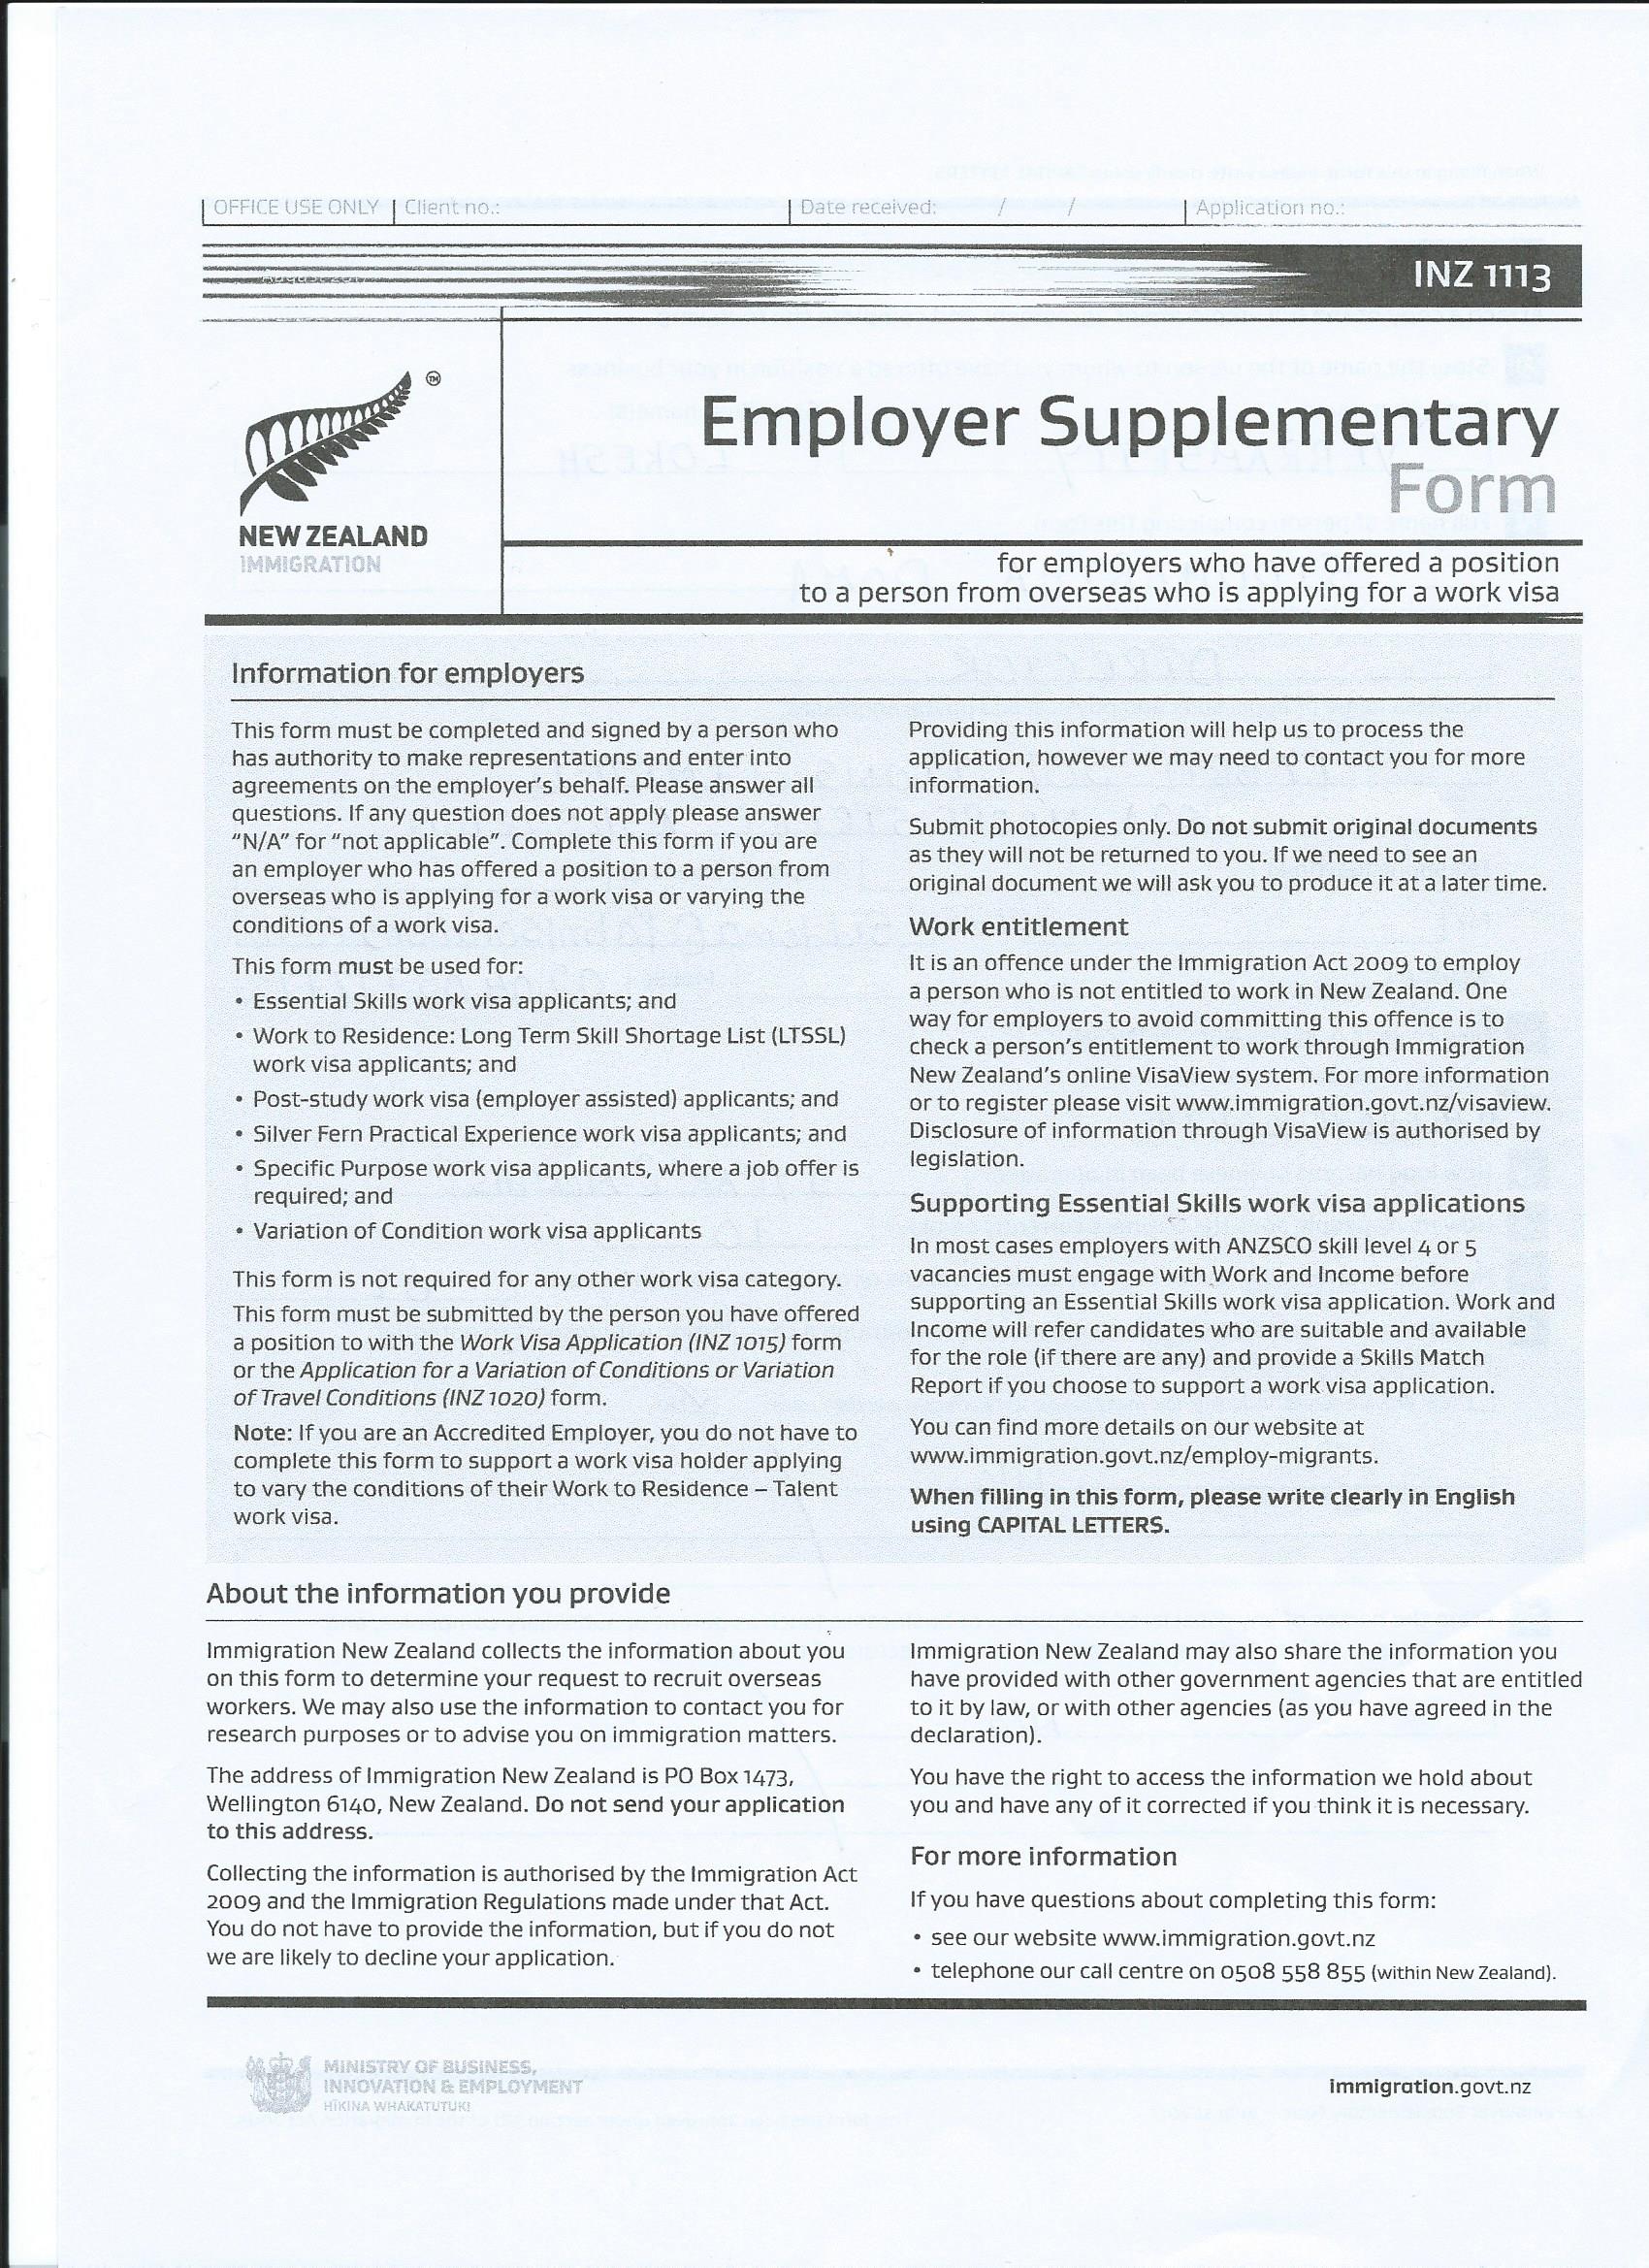 OFFICE USE ONLY Client no.: Date received: / / Application no.:
INZ 1113
NEW ZEALAND
IMMIGRATION
Employer Supplementary
Form
for employers who have offered a position
to a person from overseas who is applying for a work visa
Information for employers
This form must be completed and signed by a person who
has authority to make representations and enter into
agreements on the employer's behalf. Please answer all
questions. If any question does not apply please answer
"N/A" for "not applicable". Complete this form if you are
an employer who has offered a position to a person from
overseas who is applying for a work visa or varying the
conditions of a work visa.
This form must be used for:
• Essential Skills work visa applicants; and
• Work to Residence: Long Term Skill Shortage List (LTSSL)
work visa applicants; and
• Post-study work visa (employer assisted) applicants; and
• Silver Fern Practical Experience work visa applicants; and
• Specific Purpose work visa applicants, where a job offer is
required; and
• Variation of Condition work visa applicants
This form is not required for any other work visa category.
This form must be submitted by the person you have offered
a position to with the Work Visa Application (INZ 1015) form
or the Application for a Variation of Conditions or Variation
of Travel Conditions (INZ 1020) form.
Note: If you are an Accredited Employer, you do not have to
complete this form to support a work visa holder applying
to vary the conditions of their Work to Residence – Talent
work visa.
Providing this information will help us to process the
application, however we may need to contact you for more
information.
Submit photocopies only. Do not submit original documents
as they will not be returned to you. If we need to see an
original document we will ask you to produce it at a later time.
Work entitlement
It is an offence under the Immigration Act 2009 to employ
a person who is not entitled to work in New Zealand. One
way for employers to avoid committing this offence is to
check a person's entitlement to work through Immigration
New Zealand's online VisaView system. For more information
or to register please visit www.immigration.govt.nz/visaview.
Disclosure of information through VisaView is authorised by
legislation.
Supporting Essential Skills work visa applications
In most cases employers with ANZSCO skill level 4 or 5
vacancies must engage with Work and Income before
supporting an Essential Skills work visa application. Work and
Income will refer candidates who are suitable and available
for the role (if there are any) and provide a Skills Match
Report if you choose to support a work visa application.
You can find more details on our website at
www.immigration.govt.nz/employ-migrants.
When filling in this form, please write clearly in English
using CAPITAL LETTERS.
About the information you provide
Immigration New Zealand collects the information about you
on this form to determine your request to recruit overseas
workers. We may also use the information to contact you for
research purposes or to advise you on immigration matters.
The address of Immigration New Zealand is PO Box 1473,
Wellington 6140, New Zealand. Do not send your application
to this address.
Collecting the information is authorised by the Immigration Act
2009 and the Immigration Regulations made under that Act.
You do not have to provide the information, but if you do not
we are likely to decline your application.
Immigration New Zealand may also share the information you
have provided with other government agencies that are entitled
to it by law, or with other agencies (as you have agreed in the
declaration).
You have the right to access the information we hold about
you and have any of it corrected if you think it is necessary.
For more information
If you have questions about completing this form:
• see our website www.immigration.govt.nz
• telephone our call centre on 0508 558 855 (within New Zealand).
MINISTRY OF BUSINESS,
INNOVATION & EMPLOYMENT
HĪKINA WHAKATUTUKI
immigration.govt.nz